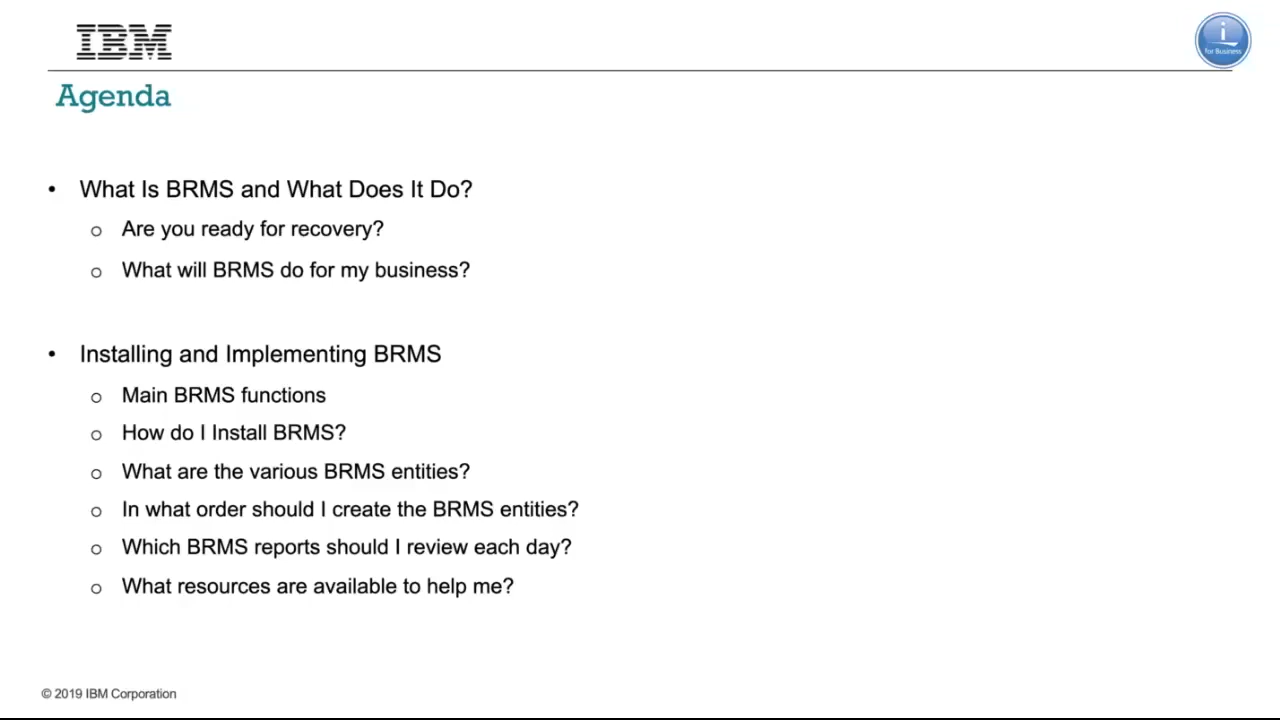 IBM
i
for Business
Agenda
• What Is BRMS and What Does It Do?
o Are you ready for recovery?
o What will BRMS do for my business?
• Installing and Implementing BRMS
o Main BRMS functions
o How do I Install BRMS?
o What are the various BRMS entities?
o In what order should I create the BRMS entities?
o Which BRMS reports should I review each day?
o What resources are available to help me?
© 2019 IBM Corporation